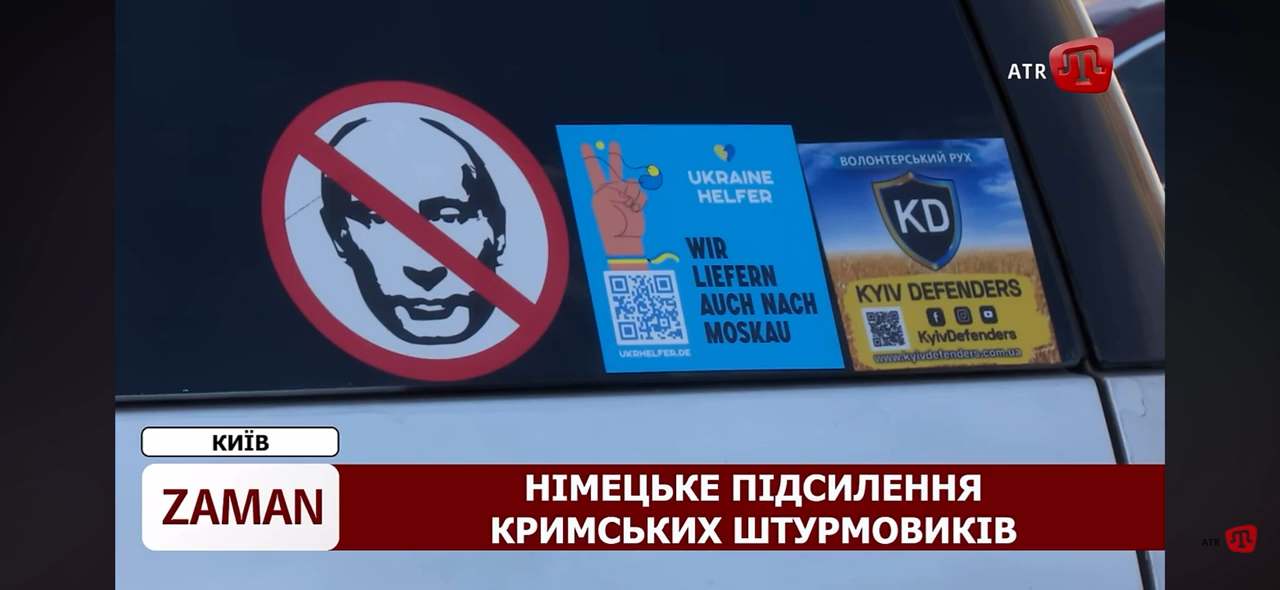 ATR
UKRAINE
HELFER
WIR
LIEFERN
AUCH NACH
MOSKAU
UKRHELFER.DE
ВОЛОНТЕРСЬКИЙ РУХ
KD
KYIV DEFENDERS
KyivDefenders
www.kyivdefenders.com.ua
КИЇВ
ZAMAN
НІМЕЦЬКЕ ПІДСИЛЕННЯ
КРИМСЬКИХ ШТУРМОВИКІВ
ATR